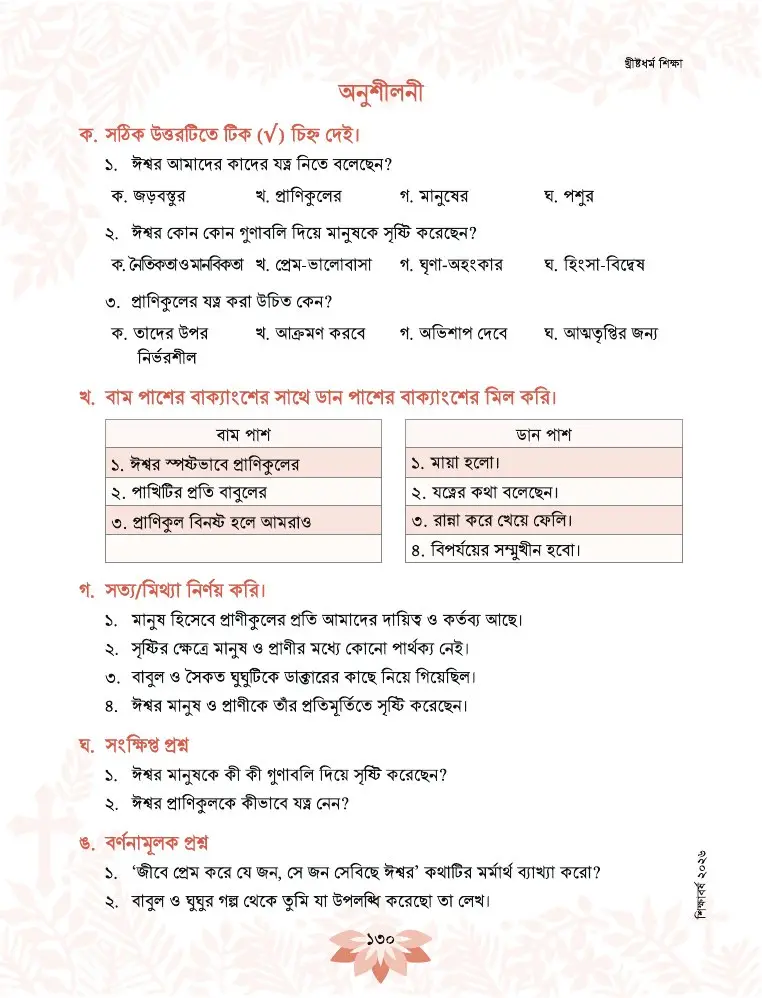 খ্রীষ্টধর্ম শিক্ষা
অনুশীলনী
ক. সঠিক উত্তরটিতে টিক (√) চিহ্ন দেই।
১. ঈশ্বর আমাদের কাদের যত্ন নিতে বলেছেন?
ক. জড়বস্তুর খ. প্রাণিকুলের গ. মানুষের ঘ. পশুর
২. ঈশ্বর কোন কোন গুণাবলি দিয়ে মানুষকে সৃষ্টি করেছেন?
ক. নৈতিকতা ও মানবিকতা খ. প্রেম-ভালোবাসা গ. ঘৃণা-অহংকার ঘ. হিংসা-বিদ্বেষ
৩. প্রাণিকুলের যত্ন করা উচিত কেন?
ক. তাদের উপর খ. আক্রমণ করবে গ. অভিশাপ দেবে ঘ. আত্মতৃপ্তির জন্য
নির্ভরশীল
খ. বাম পাশের বাক্যাংশের সাথে ডান পাশের বাক্যাংশের মিল করি।
বাম পাশ
১. ঈশ্বর স্পষ্টভাবে প্রাণিকুলের
২. পাখিটির প্রতি বাবুলের
৩. প্রাণিকুল বিনষ্ট হলে আমরাও
ডান পাশ
১. মায়া হলো।
২. যত্নের কথা বলেছেন।
৩. রান্না করে খেয়ে ফেলি।
৪. বিপর্যয়ের সম্মুখীন হবো।
গ. সত্য/মিথ্যা নির্ণয় করি।
১. মানুষ হিসেবে প্রাণীকুলের প্রতি আমাদের দায়িত্ব ও কর্তব্য আছে।
২. সৃষ্টির ক্ষেত্রে মানুষ ও প্রাণীর মধ্যে কোনো পার্থক্য নেই।
৩. বাবুল ও সৈকত ঘুঘুটিকে ডাক্তারের কাছে নিয়ে গিয়েছিল।
৪. ঈশ্বর মানুষ ও প্রাণীকে তাঁর প্রতিমূর্তিতে সৃষ্টি করেছেন।
ঘ. সংক্ষিপ্ত প্রশ্ন
১. ঈশ্বর মানুষকে কী কী গুণাবলি দিয়ে সৃষ্টি করেছেন?
২. ঈশ্বর প্রাণিকুলকে কীভাবে যত্ন নেন?
ঙ. বর্ণনামূলক প্রশ্ন
১. ‘জীবে প্রেম করে যে জন, সে জন সেবিছে ঈশ্বর’ কথাটির মর্মার্থ ব্যাখ্যা করো?
২. বাবুল ও ঘুঘুর গল্প থেকে তুমি যা উপলব্ধি করেছো তা লেখ।
শিক্ষাবর্ষ ২০২৬
১৩০